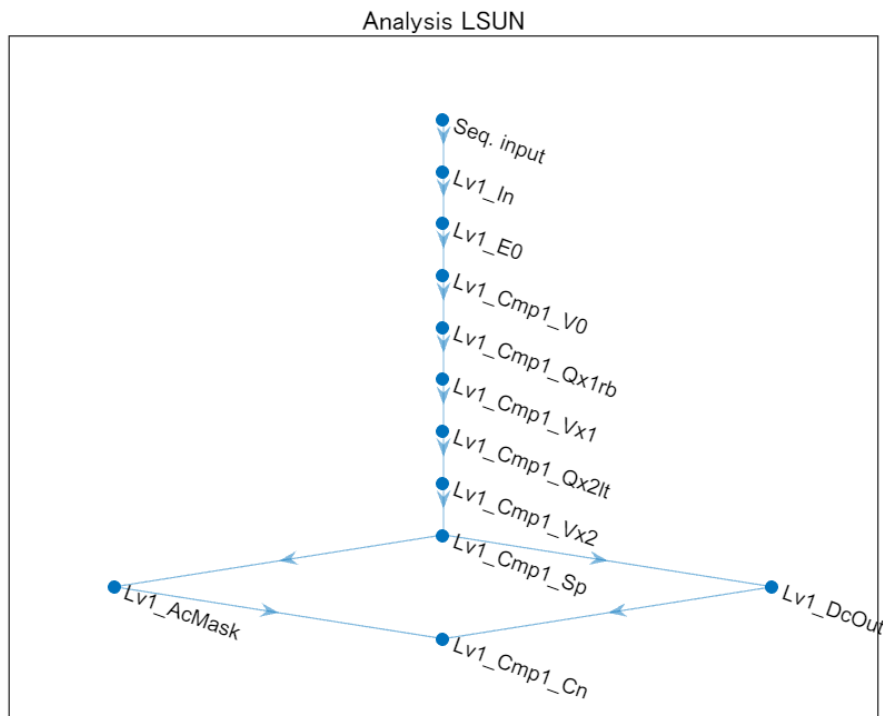 Analysis LSUN
Seq. input
Lv1_In
Lv1_E0
Lv1_Cmp1_V0
Lv1_Cmp1_Qx1rb
Lv1_Cmp1_Vx1
Lv1_Cmp1_Qx2lt
Lv1_Cmp1_Vx2
Lv1_Cmp1_Sp
Lv1_AcMask
Lv1_DcOut
Lv1_Cmp1_Cn